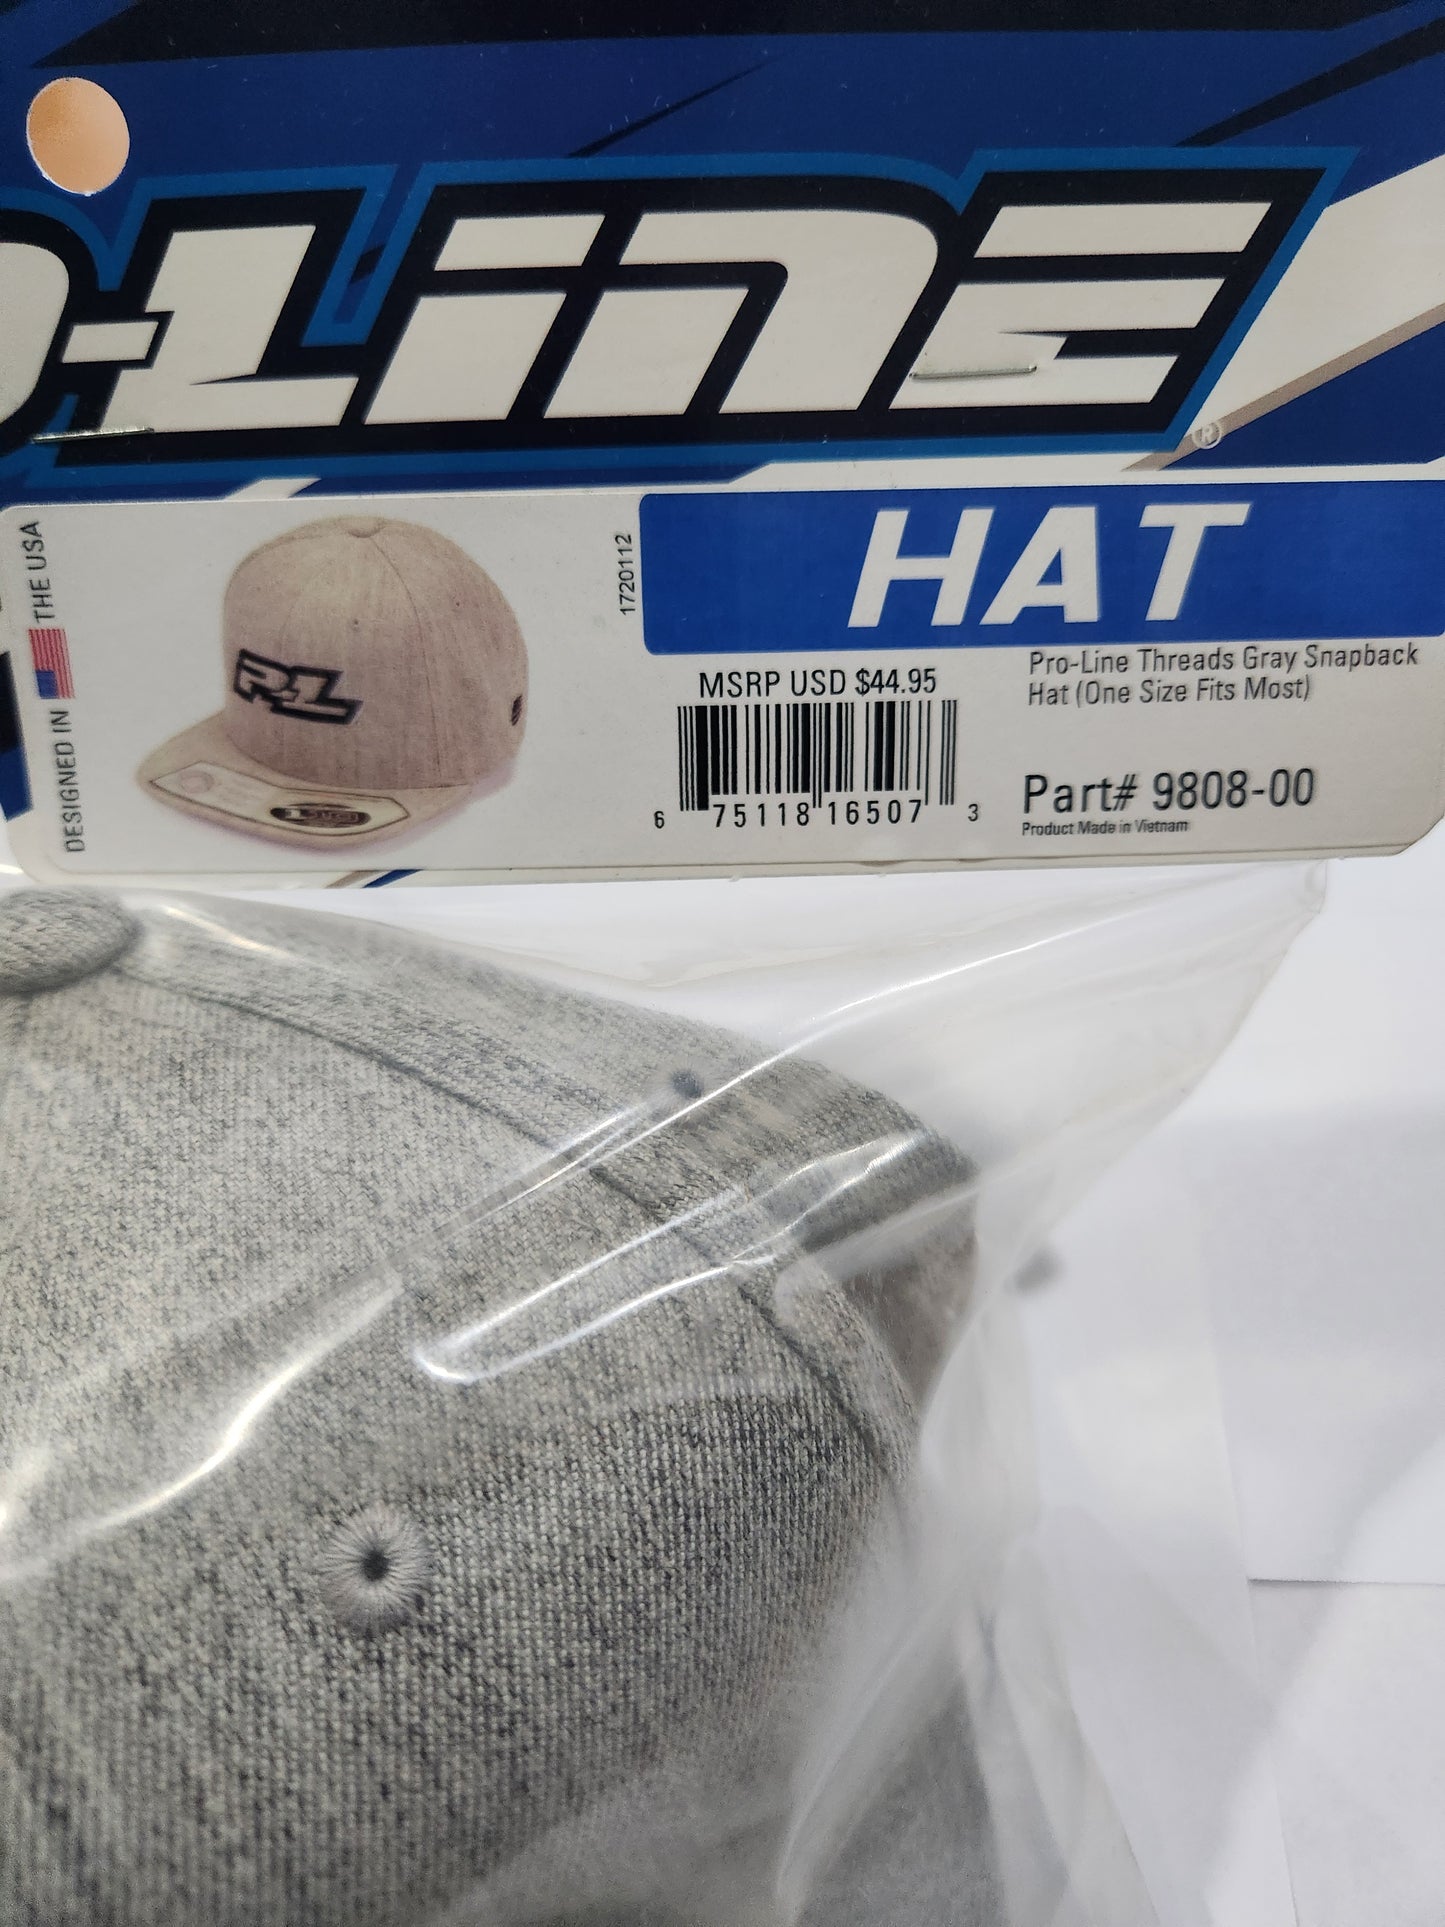 O-LINE
®
HAT
DESIGNED IN THE USA
P-L
1720112
MSRP USD $44.95
6 75118 16507 3
Pro-Line Threads Gray Snapback
Hat (One Size Fits Most)
Part# 9808-00
Product Made in Vietnam